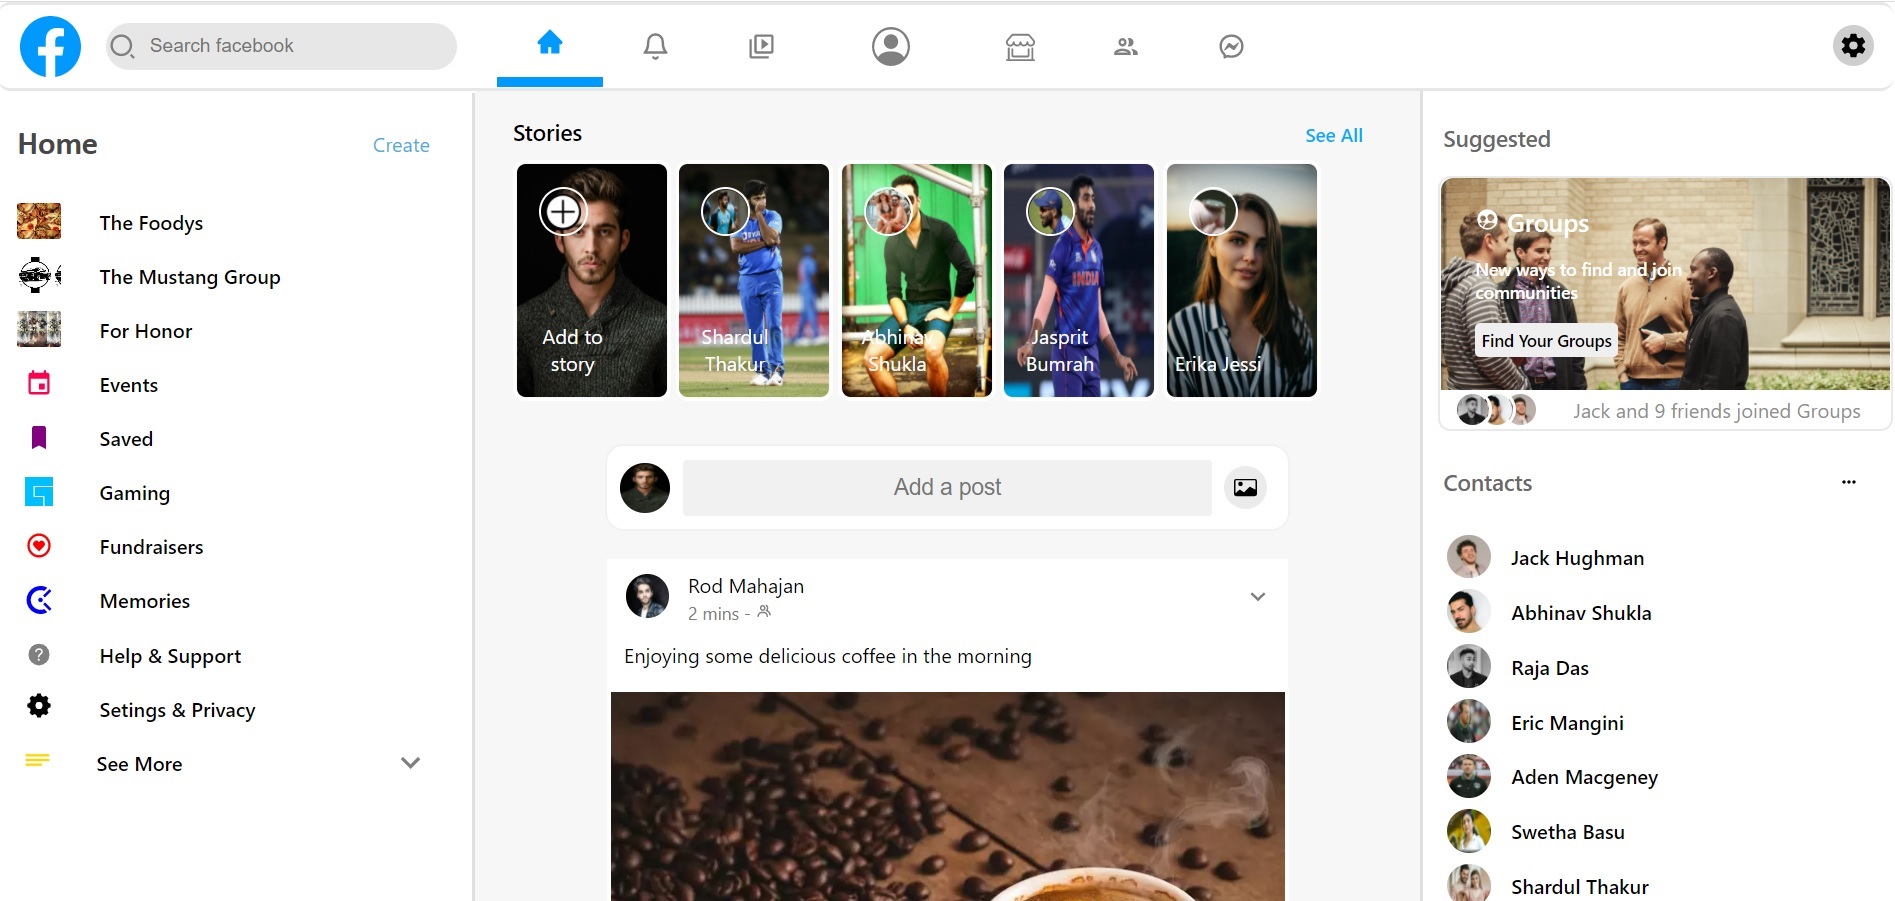 Search facebook
Home
Create
The Foodys
The Mustang Group
For Honor
Events
Saved
Gaming
Fundraisers
Memories
Help & Support
Setings & Privacy
See More
Stories
See All
Add to
story
Shardul
Thakur
Abhinav
Shukla
Jasprit
Bumrah
INDIA
Erika Jessi
Add a post
Rod Mahajan
2 mins -
Enjoying some delicious coffee in the morning
Suggested
Groups
New ways to find and join
communities
Find Your Groups
Jack and 9 friends joined Groups
Contacts
Jack Hughman
Abhinav Shukla
Raja Das
Eric Mangini
Aden Macgeney
Swetha Basu
Shardul Thakur